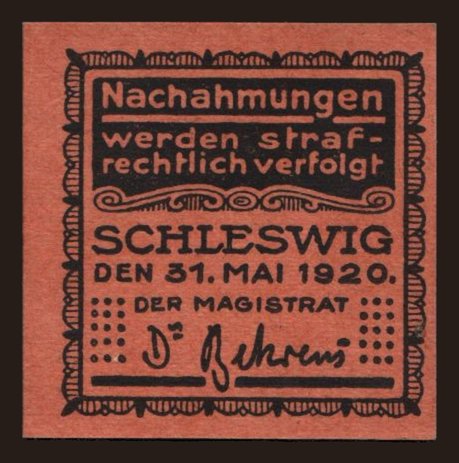 Nachahmungen
werden straf-
rechtlich verfolgt
SCHLESWIG
DEN 31. MAI 1920.
DER MAGISTRAT
Dr. Behrens